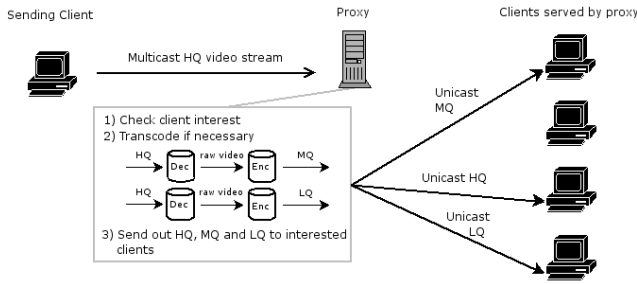 Sending Client
Proxy
Clients served by proxy
Multicast HQ video stream
1) Check client interest
2) Transcode if necessary
HQ
Dec
raw video
Enc
MQ
HQ
Dec
raw video
Enc
LQ
3) Send out HQ, MQ and LQ to interested
clients
Unicast
MQ
Unicast HQ
Unicast
LQ